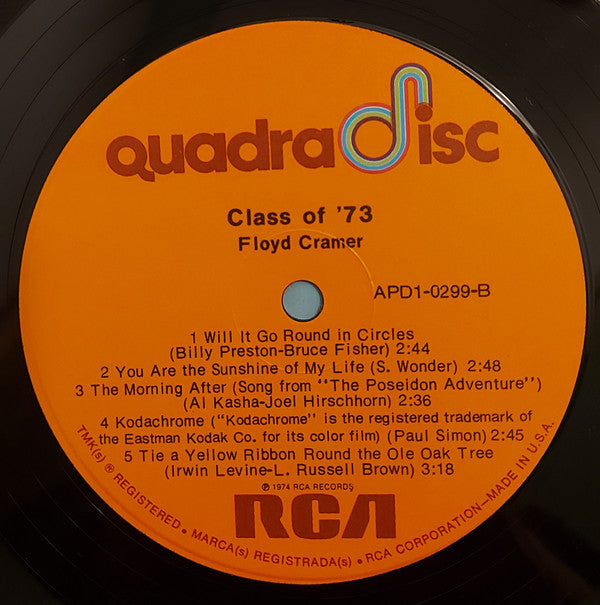 quadradisc
Class of '73
Floyd Cramer
APD1-0299-B
1 Will It Go Round in Circles
(Billy Preston-Bruce Fisher) 2:44
2 You Are the Sunshine of My Life (S. Wonder) 2:48
3 The Morning After (Song from "The Poseidon Adventure")
(Al Kasha-Joel Hirschhorn) 2:36
4 Kodachrome ("Kodachrome" is the registered trademark of
the Eastman Kodak Co. for its color film) (Paul Simon) 2:45
5 Tie a Yellow Ribbon Round the Ole Oak Tree
(Irwin Levine-L. Russell Brown) 3:18
℗ 1974 RCA RECORDS
RCA
TMK(s) ® REGISTERED • MARCA(s) REGISTRADA(s) • RCA CORPORATION—MADE IN U.S.A.